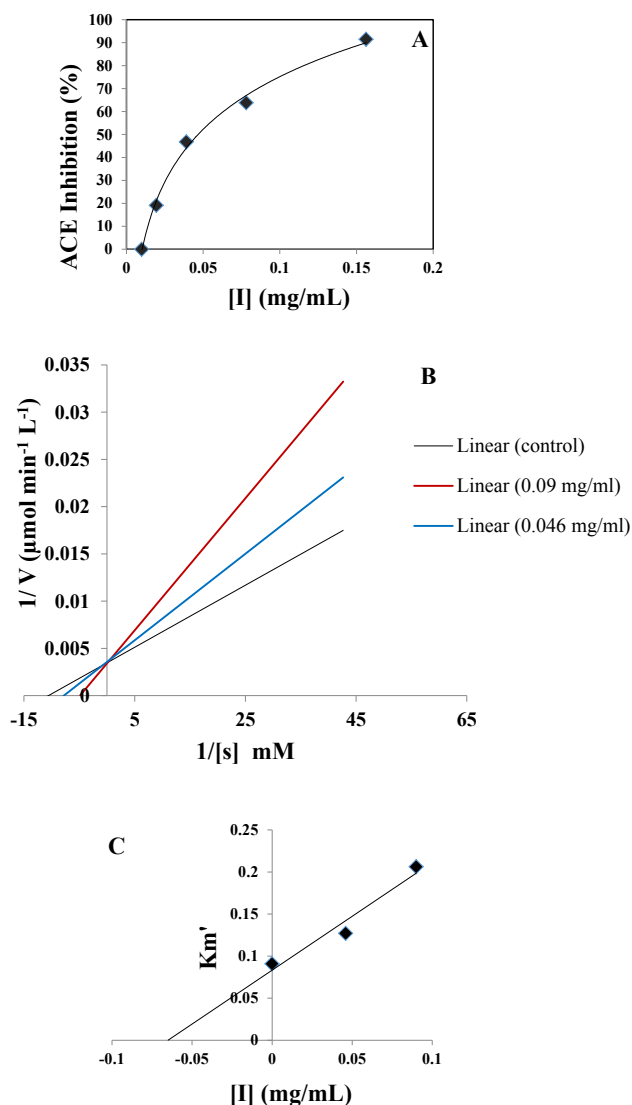 A
100
90
80
70
60
50
40
30
20
10
0
ACE Inhibition (%)
0 0.05 0.1 0.15 0.2
[I] (mg/mL)
B
0.035
0.03
0.025
0.02
0.015
0.01
0.005
0
1/ V (µmol min⁻¹ L⁻¹)
-15 5 25 45 65
1/[s] mM
Linear (control)
Linear (0.09 mg/ml)
Linear (0.046 mg/ml)
C
0.25
0.2
0.15
0.1
0.05
0
Km'
-0.1 -0.05 0 0.05 0.1
[I] (mg/mL)